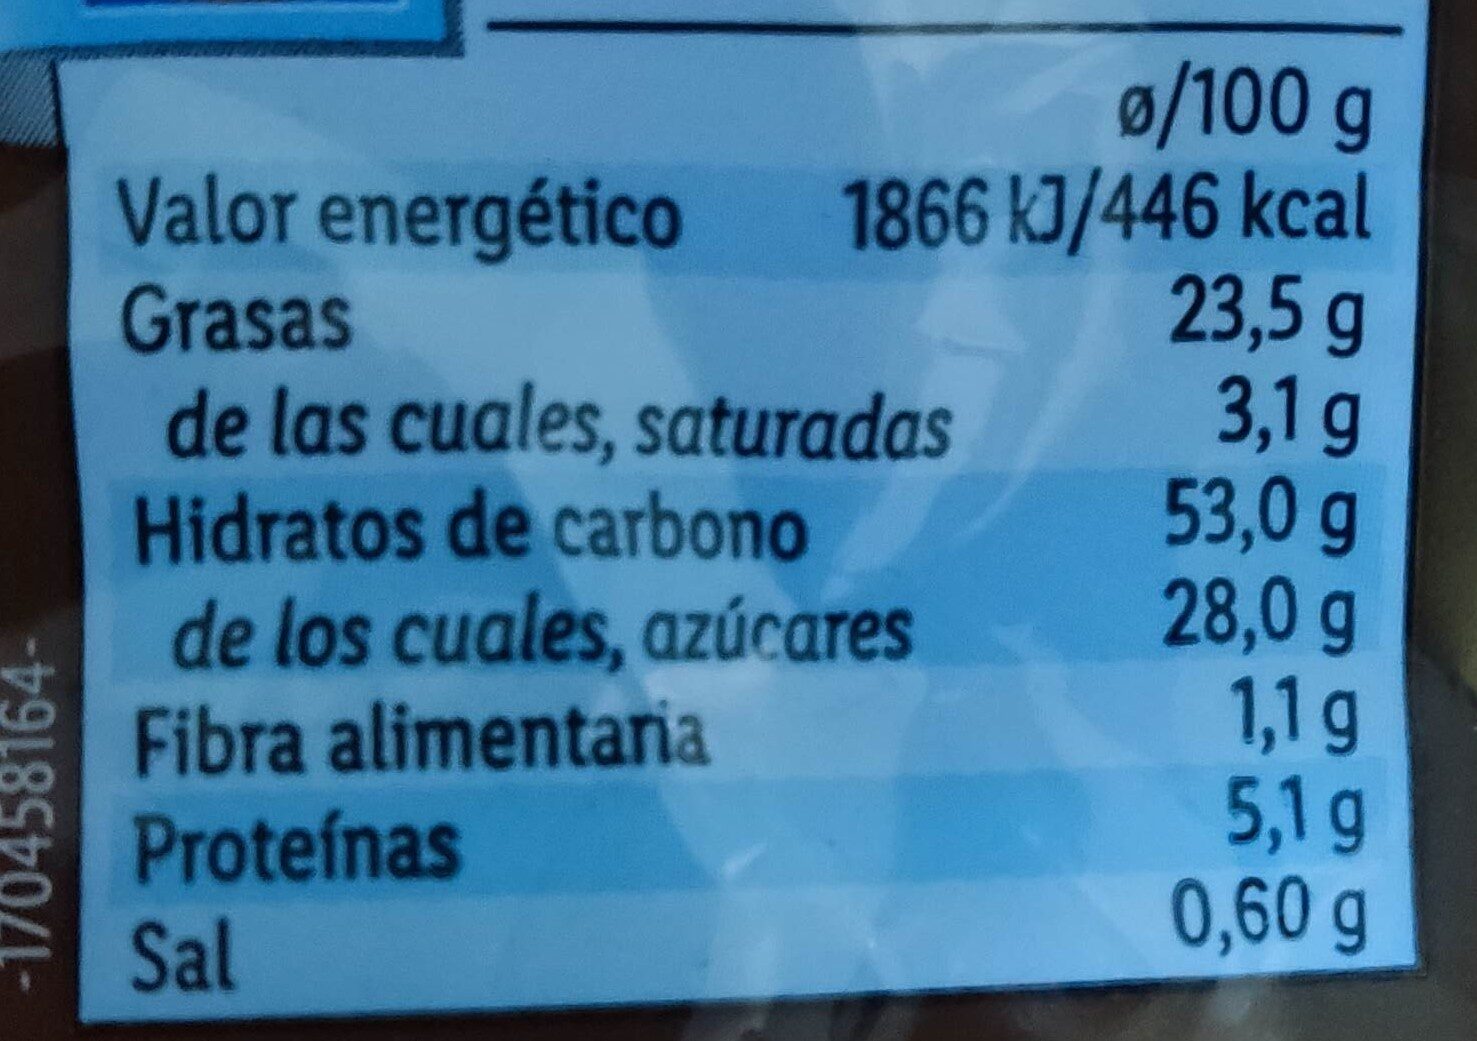 ø/100 g
Valor energético 1866 kJ/446 kcal
Grasas 23,5 g
de las cuales, saturadas 3,1 g
Hidratos de carbono 53,0 g
de los cuales, azúcares 28,0 g
Fibra alimentaria 1,1 g
Proteínas 5,1 g
Sal 0,60 g
-170458164-